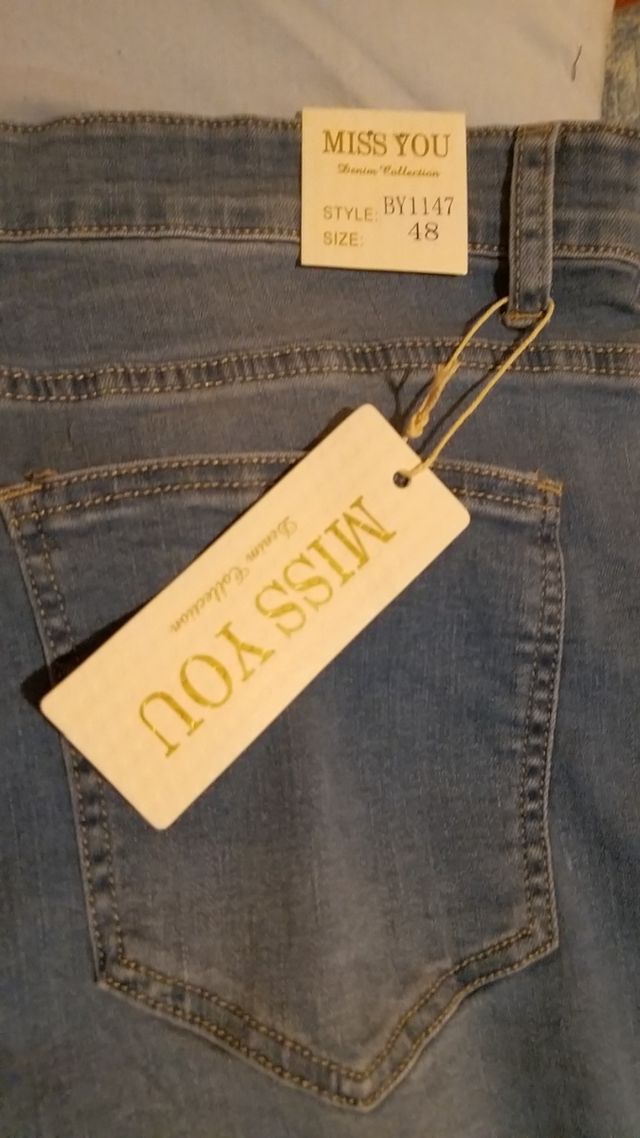 MISS YOU
Denim Collection
STYLE: BY1147
SIZE: 48
MISS YOU
Denim Collection